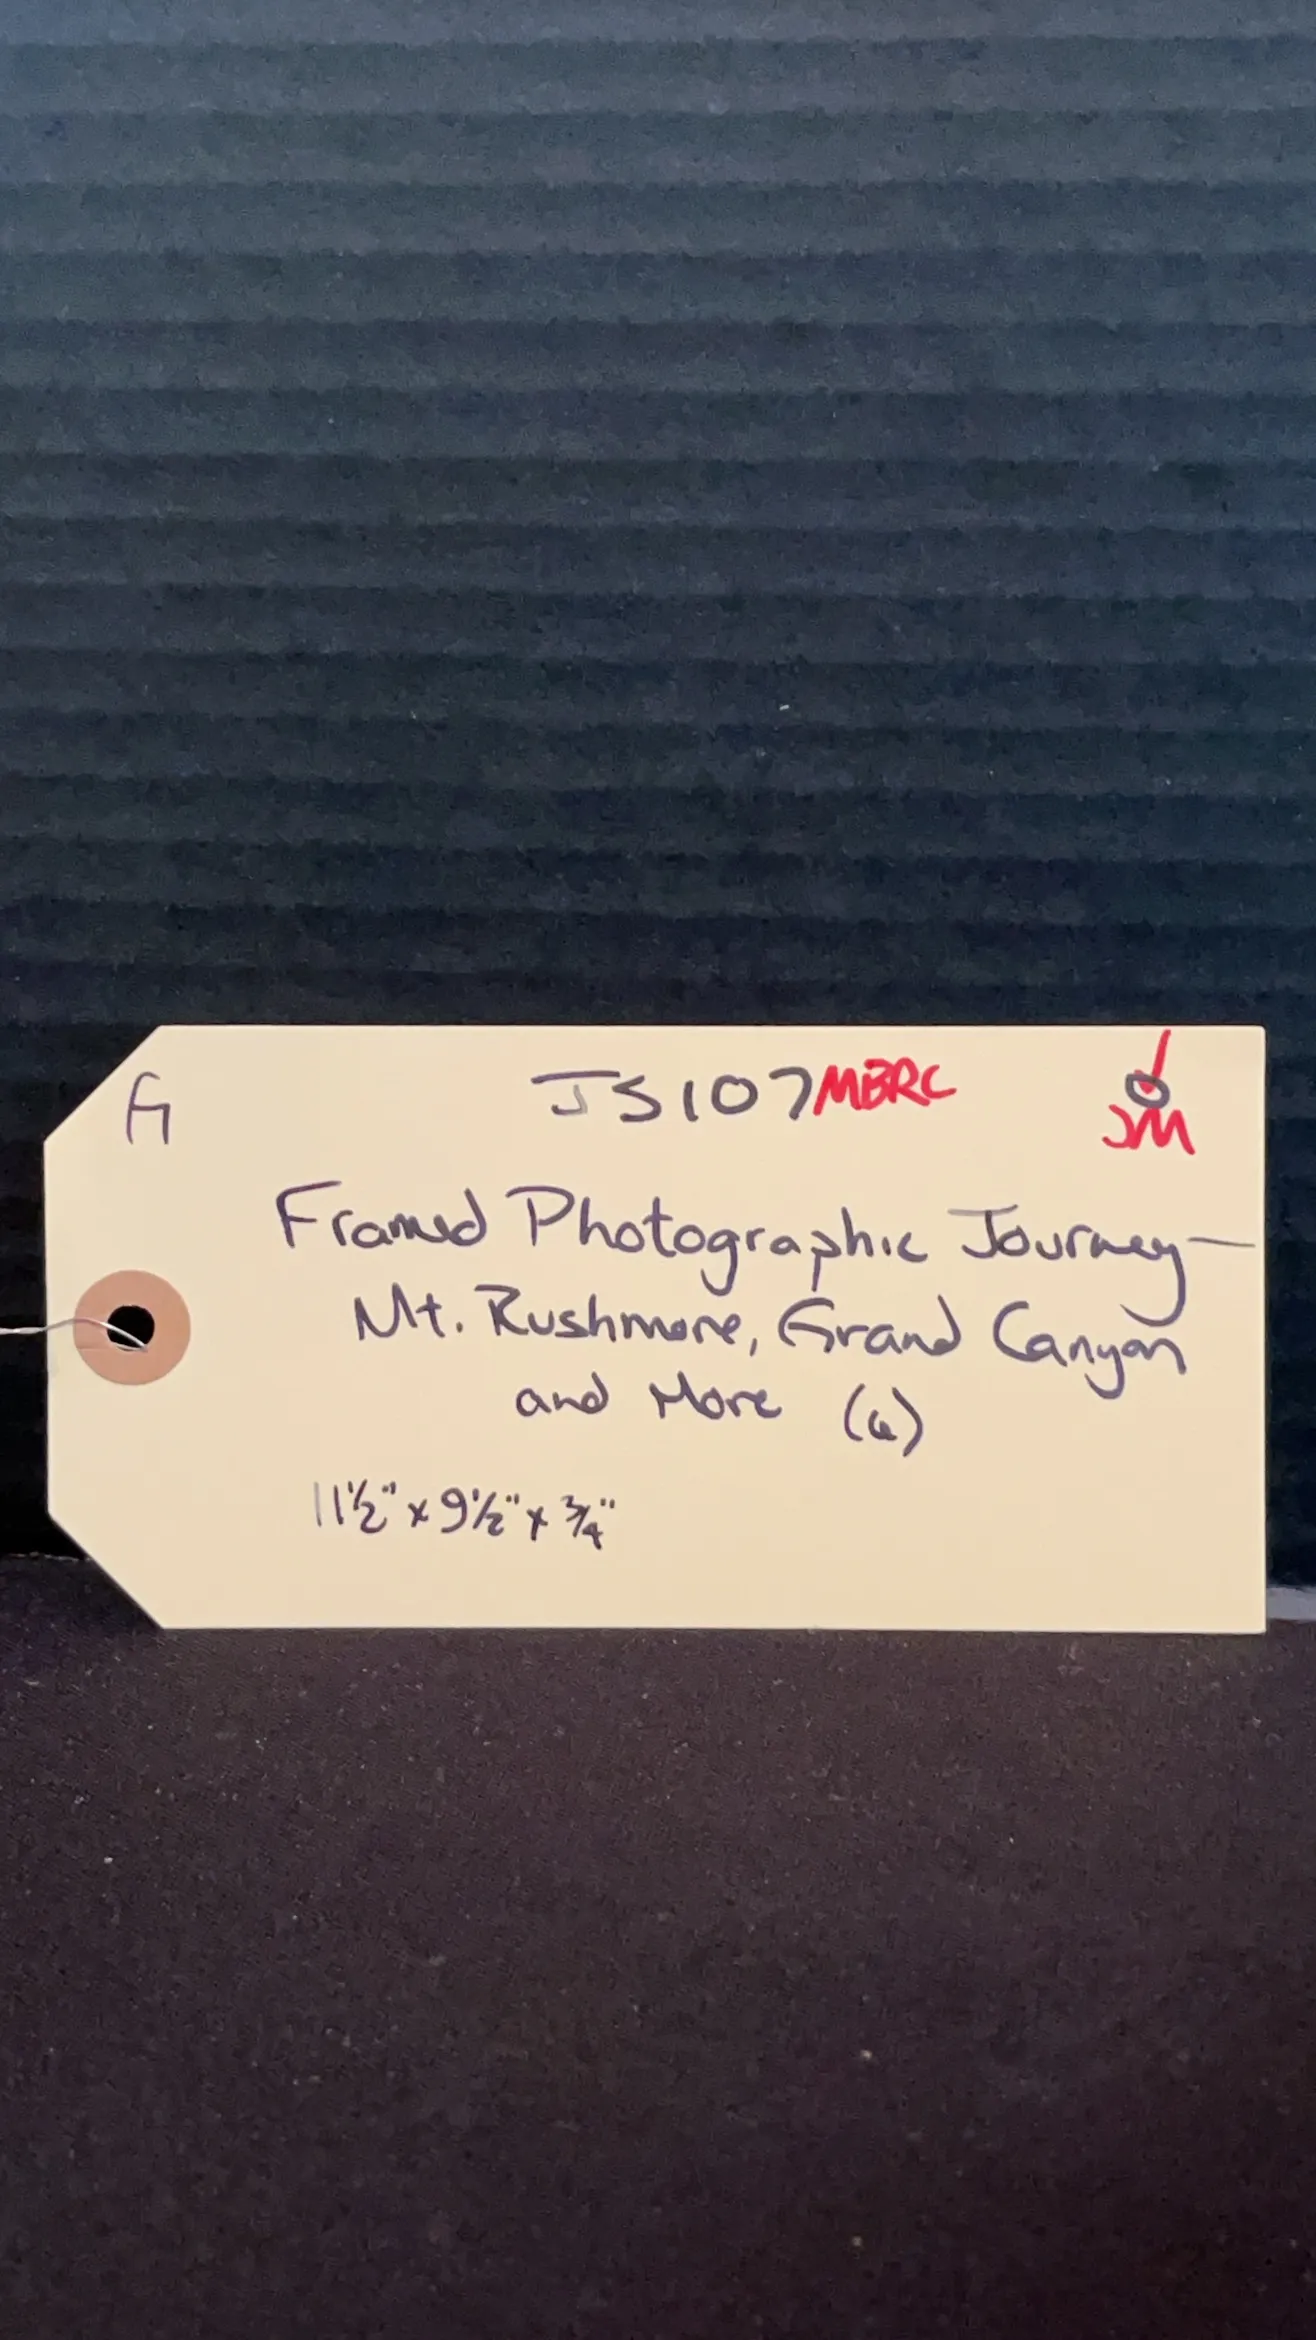 G JS107MBRC
JM
Framed Photographic Journey—
Mt. Rushmore, Grand Canyon
and More (6)
11½" x 9½" x ¾"